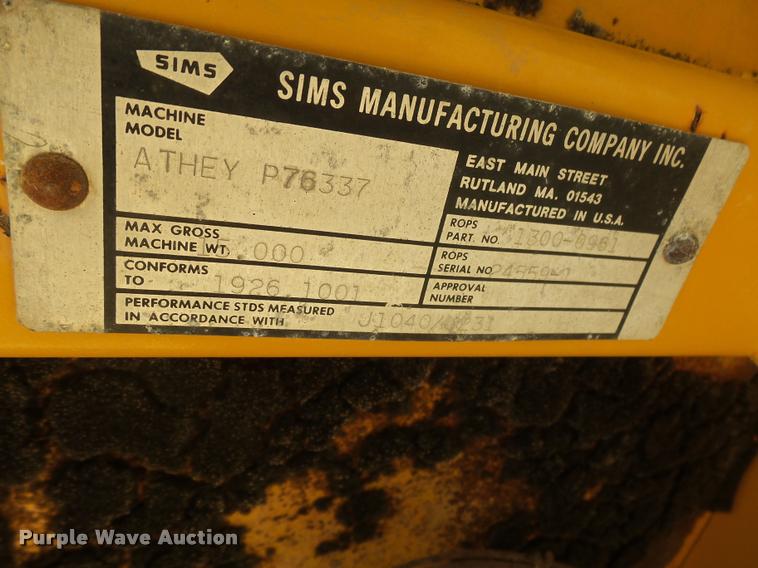 SIMS
SIMS MANUFACTURING COMPANY INC.
MACHINE
MODEL
ATHEY P76337
EAST MAIN STREET
RUTLAND MA. 01543
MANUFACTURED IN U.S.A.
MAX GROSS
MACHINE WT.
ROPS
PART. NO.
ROPS
SERIAL NO.
CONFORMS
TO 1926 1001
APPROVAL
NUMBER
PERFORMANCE STDS MEASURED
IN ACCORDANCE WITH
Purple Wave Auction